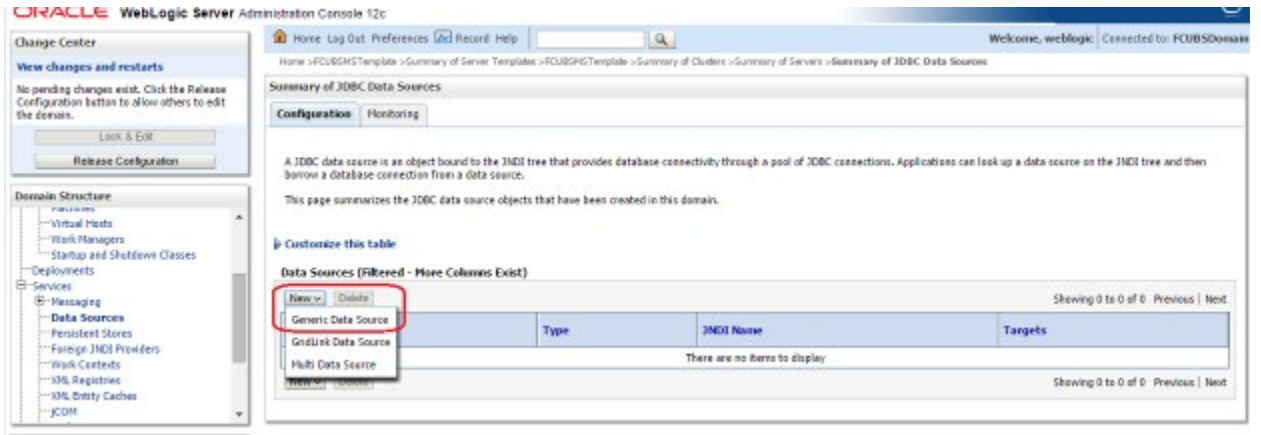 ORACLE WebLogic Server Administration Console 12c
Change Center
View changes and restarts
No pending changes exist. Click the Release
Configuration button to allow others to edit
the domain.
Lock & Edit
Release Configuration
Domain Structure
Machines
Virtual Hosts
Work Managers
Startup and Shutdown Classes
Deployments
Services
Messaging
Data Sources
Persistent Stores
Foreign JNDI Providers
Work Contexts
XML Registries
XML Entity Caches
jCOM
Home Log Out Preferences Record Help
Welcome, weblogic Connected to: FCUBSDomain
Home >FCUBSMSTemplate >Summary of Server Templates >FCUBSMSTemplate >Summary of Clusters >Summary of Servers >Summary of JDBC Data Sources
Summary of JDBC Data Sources
Configuration Monitoring
A JDBC data source is an object bound to the JNDI tree that provides database connectivity through a pool of JDBC connections. Applications can look up a data source on the JNDI tree and then
borrow a database connection from a data source.
This page summarizes the JDBC data source objects that have been created in this domain.
Customize this table
Data Sources (Filtered - More Columns Exist)
New Delete
Showing 0 to 0 of 0 Previous | Next
Generic Data Source
GridLink Data Source
Multi Data Source
Type JNDI Name Targets
There are no items to display
New Delete
Showing 0 to 0 of 0 Previous | Next